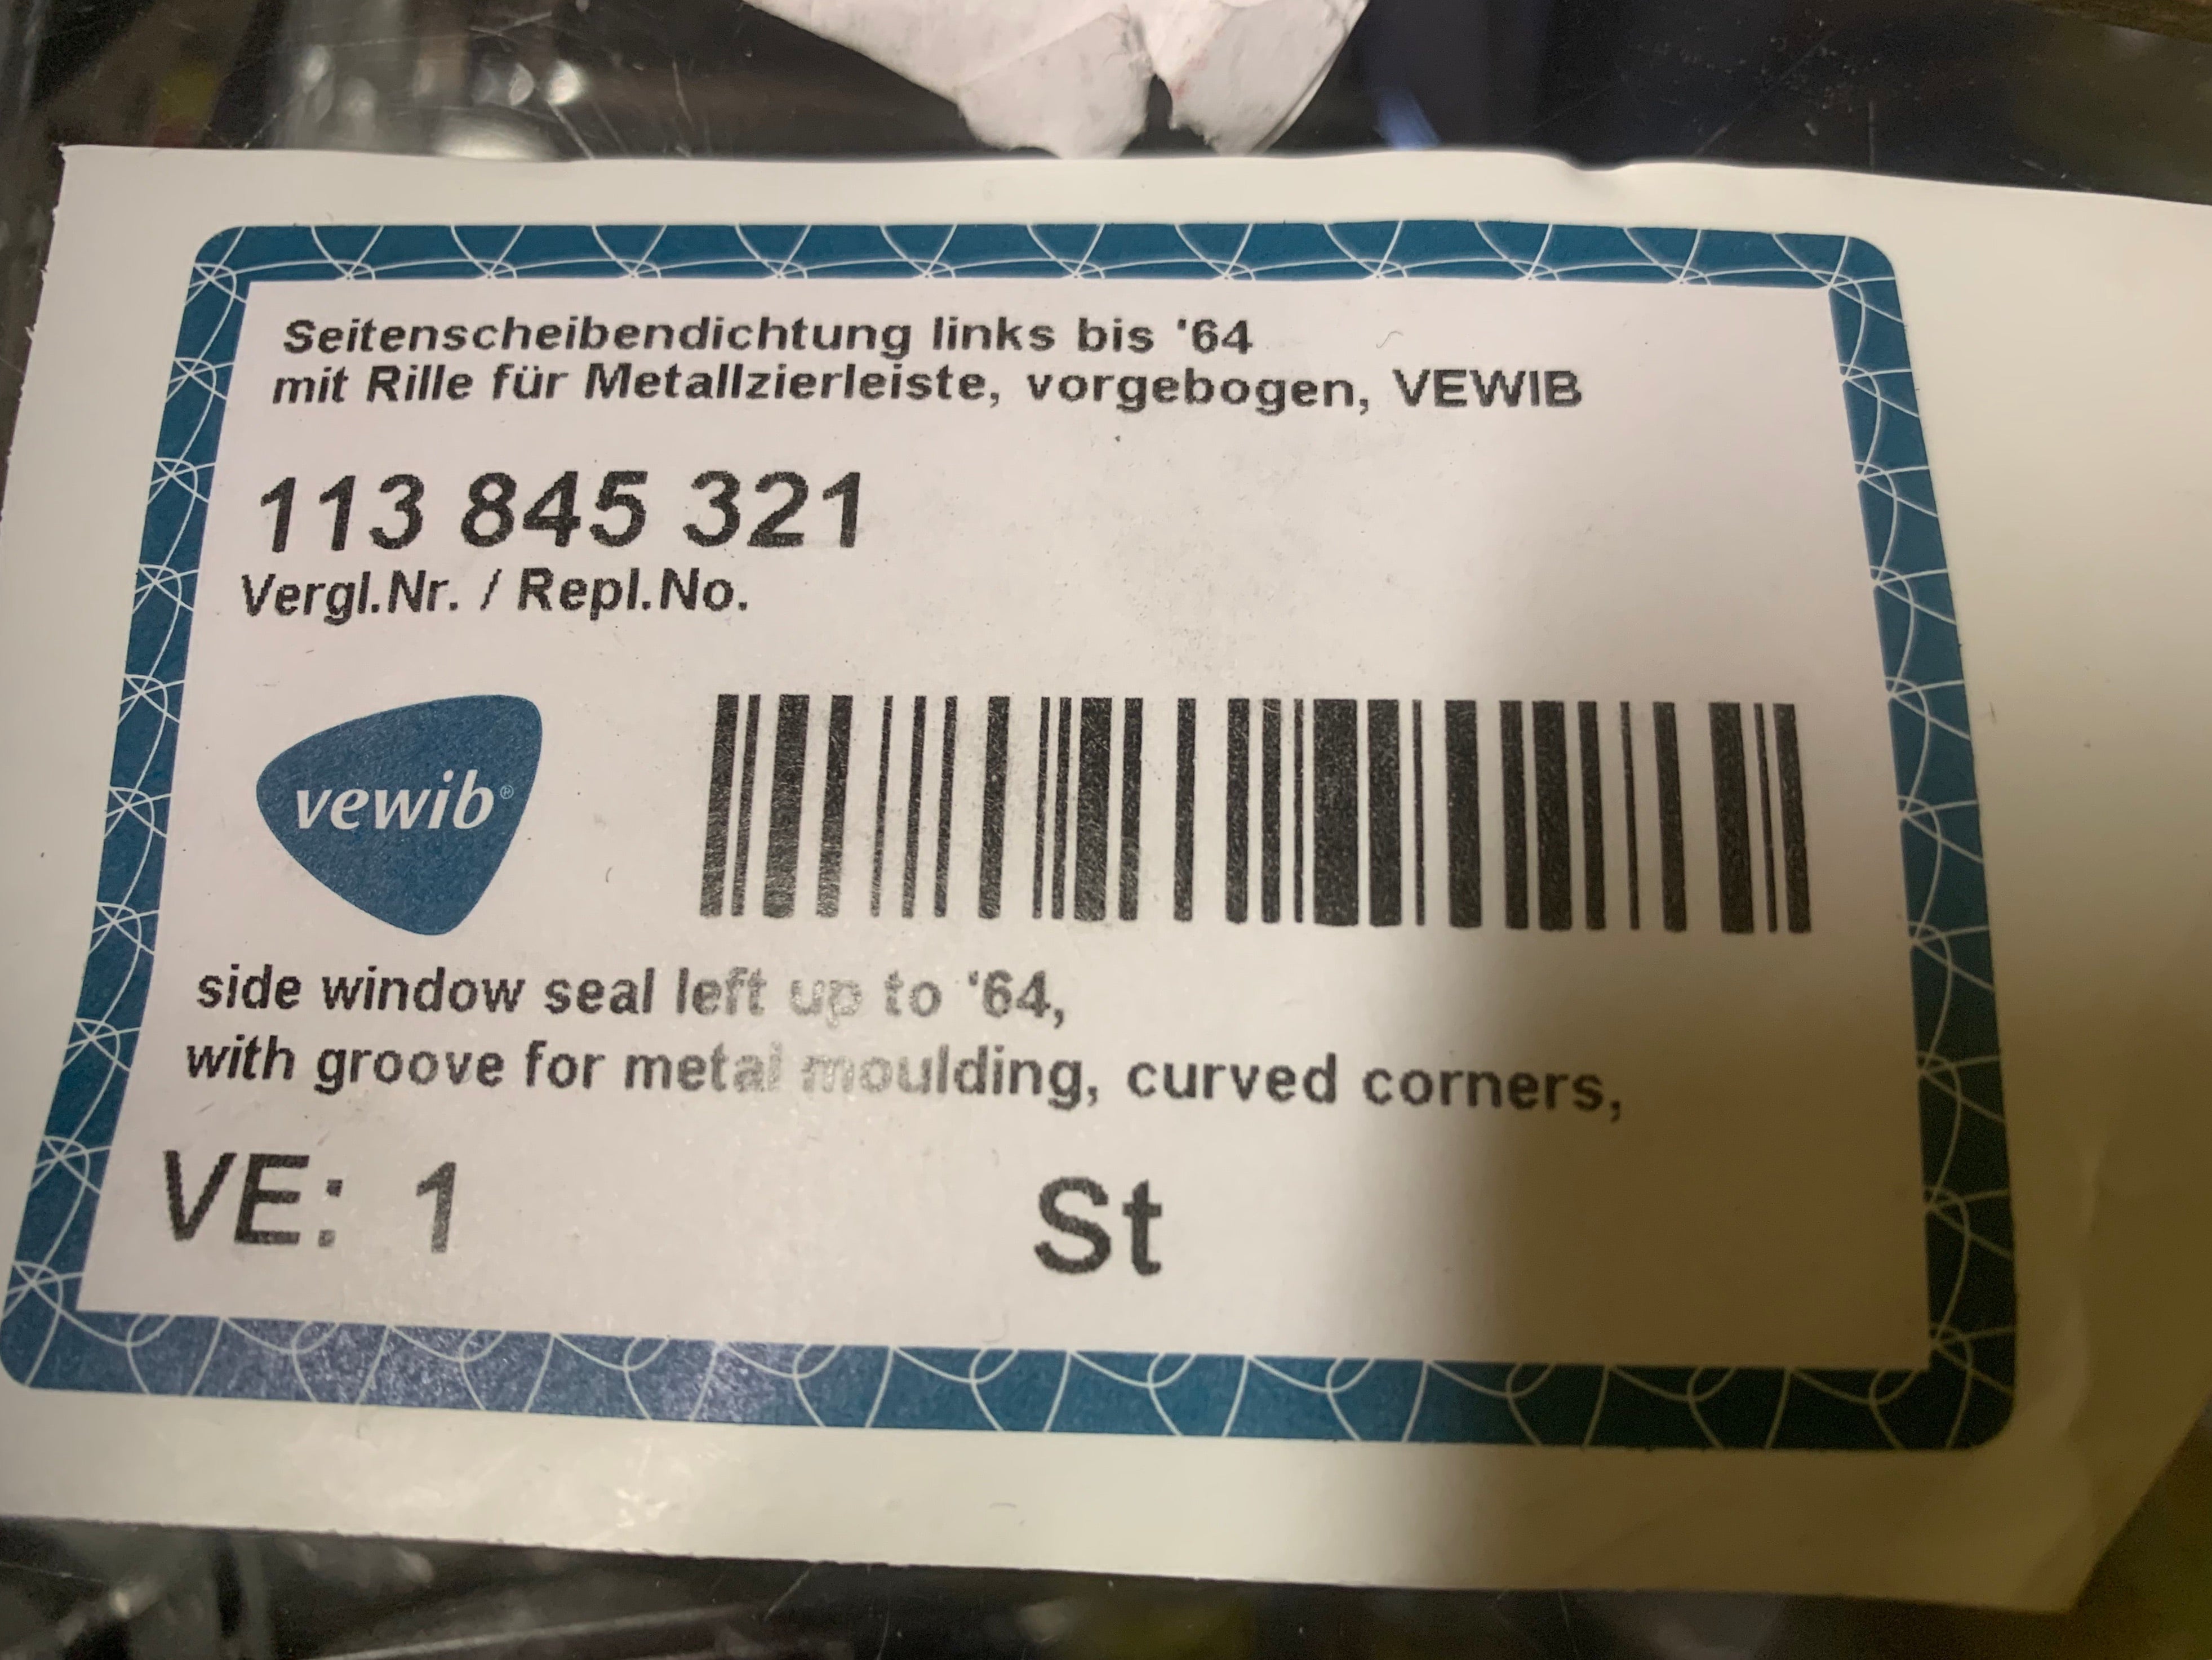 Seitenscheibendichtung links bis '64
mit Rille für Metallzierleiste, vorgebogen, VEWIB
113 845 321
Vergl.Nr. / Repl.No.
vewib®
side window seal left up to '64,
with groove for metal moulding, curved corners,
VE: 1 St